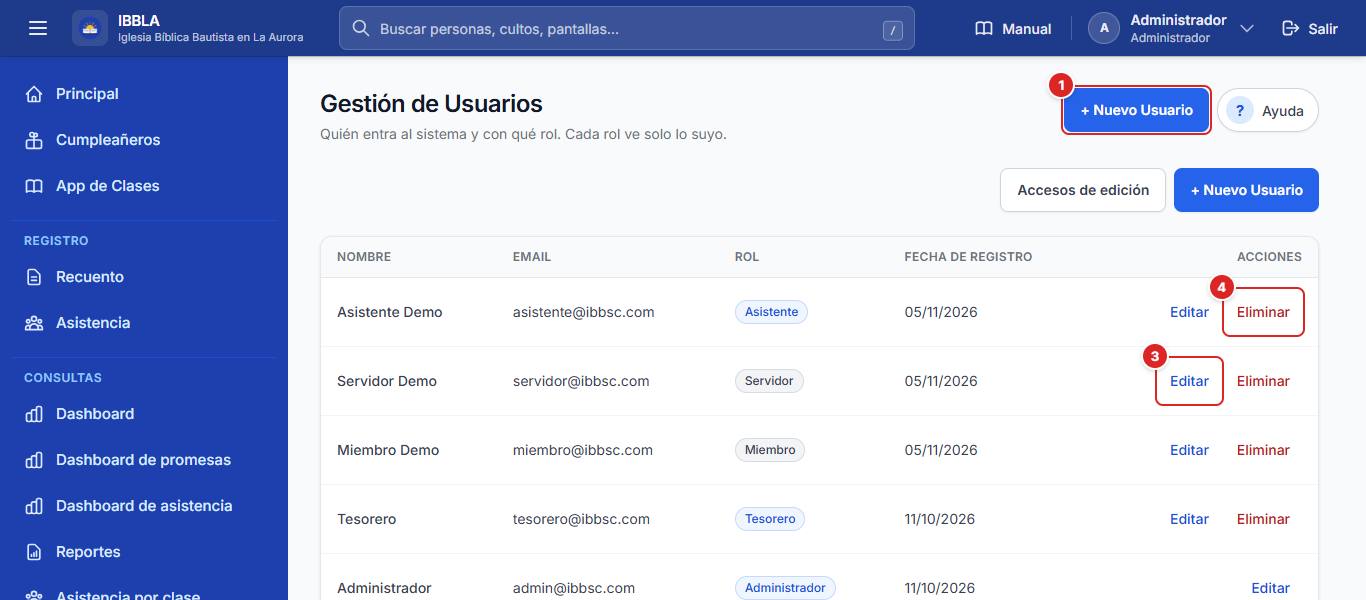 IBBLA
Iglesia Bíblica Bautista en La Aurora
Buscar personas, cultos, pantallas...
/
Manual
A
Administrador
Administrador
Salir
Principal
Cumpleañeros
App de Clases
REGISTRO
Recuento
Asistencia
CONSULTAS
Dashboard
Dashboard de promesas
Dashboard de asistencia
Reportes
Asistencia por clase
Gestión de Usuarios
Quién entra al sistema y con qué rol. Cada rol ve solo lo suyo.
1
+ Nuevo Usuario
? Ayuda
Accesos de edición
+ Nuevo Usuario
NOMBRE EMAIL ROL FECHA DE REGISTRO ACCIONES
4
Asistente Demo asistente@ibbsc.com Asistente 05/11/2026 Editar Eliminar
3
Servidor Demo servidor@ibbsc.com Servidor 05/11/2026 Editar Eliminar
Miembro Demo miembro@ibbsc.com Miembro 05/11/2026 Editar Eliminar
Tesorero tesorero@ibbsc.com Tesorero 11/10/2026 Editar Eliminar
Administrador admin@ibbsc.com Administrador 11/10/2026 Editar